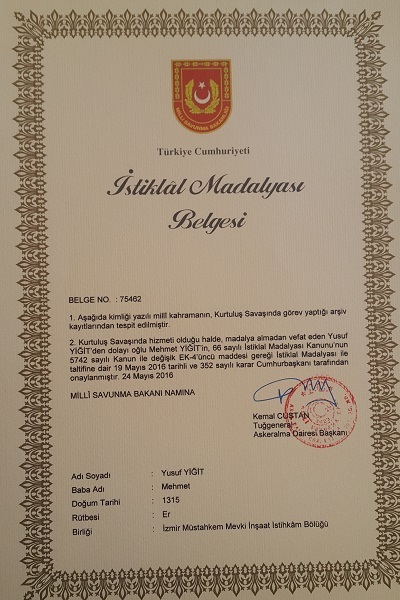 MİLLİ SAVUNMA BAKANLIĞI
Türkiye Cumhuriyeti
İstiklâl Madalyası
Belgesi
BELGE NO. : 75462
1. Aşağıda kimliği yazılı millî kahramanın, Kurtuluş Savaşında görev yaptığı arşiv
kayıtlarından tespit edilmiştir.
2. Kurtuluş Savaşında hizmeti olduğu halde, madalya almadan vefat eden Yusuf
YİĞİT'den dolayı oğlu Mehmet YİĞİT'in, 66 sayılı İstiklal Madalyası Kanunu'nun
5742 sayılı Kanun ile değişik EK-4'üncü maddesi gereği İstiklal Madalyası ile
taltifine dair 19 Mayıs 2016 tarihli ve 352 sayılı karar Cumhurbaşkanı tarafından
onaylanmıştır. 24 Mayıs 2016
MİLLÎ SAVUNMA BAKANI NAMINA
Kemal CUSTAN
Tuğgeneral
Askeralma Dairesi Başkanı
Adı Soyadı : Yusuf YİĞİT
Baba Adı : Mehmet
Doğum Tarihi : 1315
Rütbesi : Er
Birliği : İzmir Müstahkem Mevki İnşaat İstihkâm Bölüğü